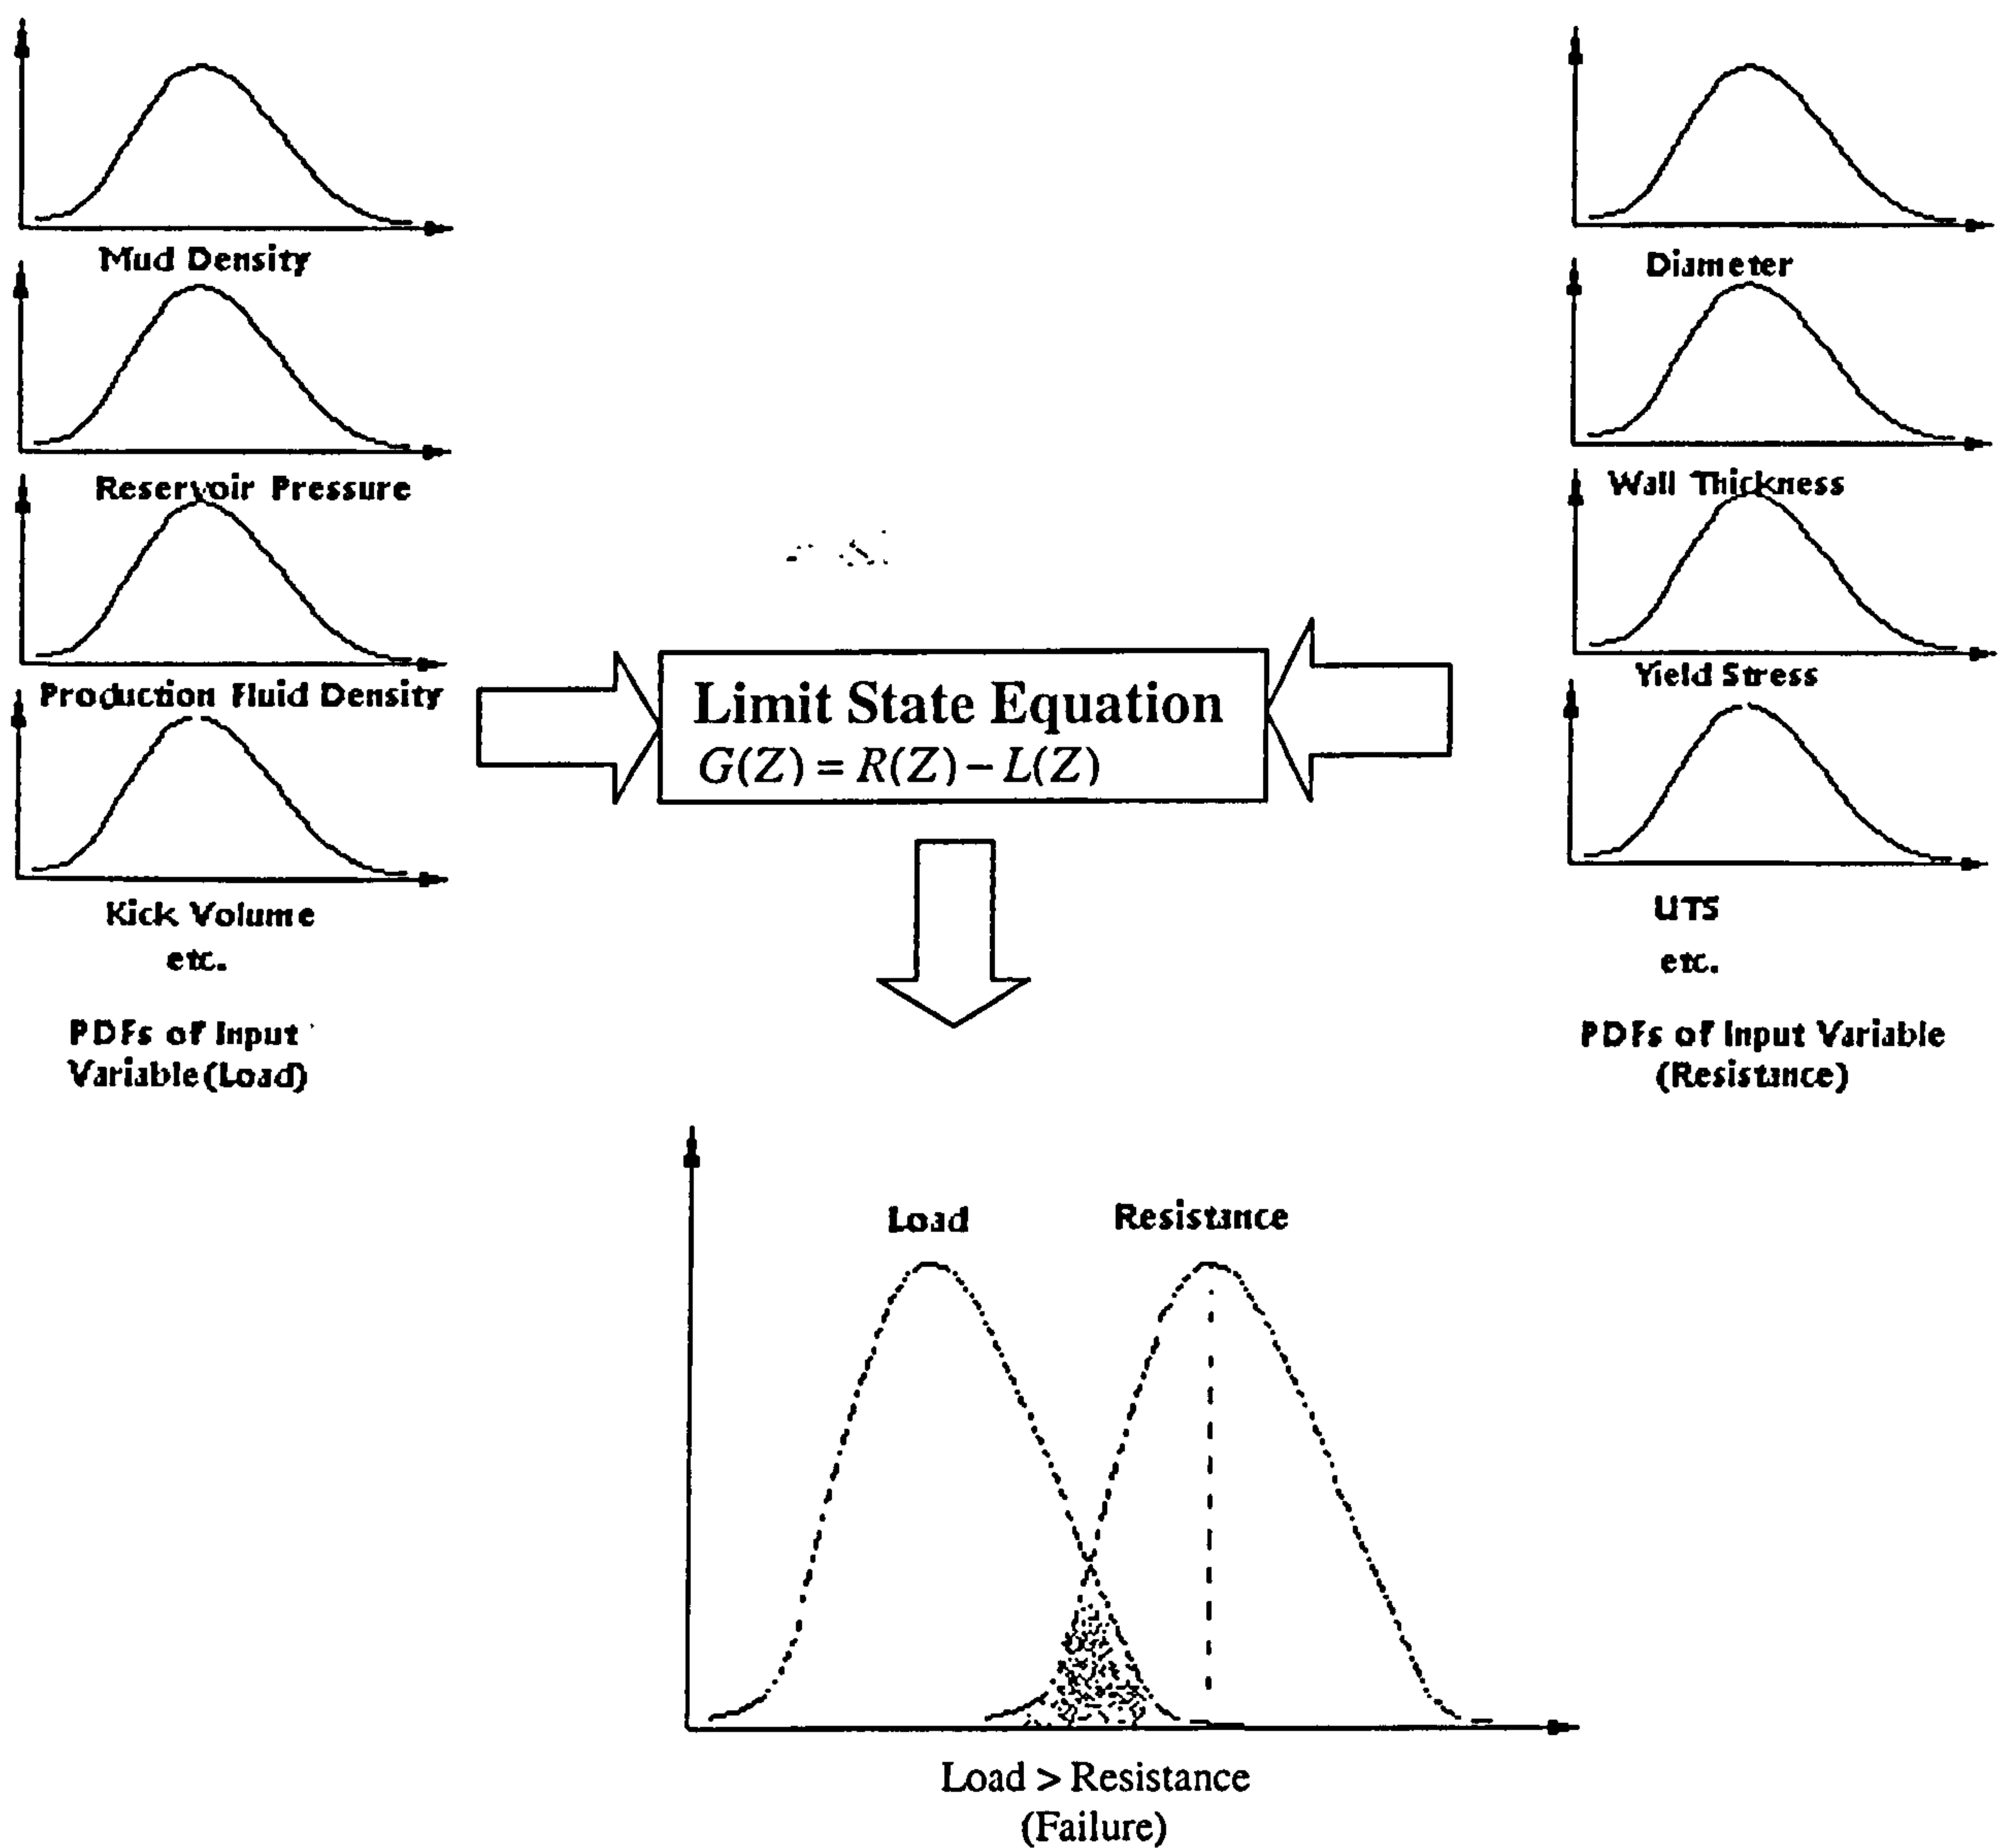 Mud Density
Reservoir Pressure
Production Fluid Density
Kick Volume
etc.
PDFs of Input
Variable(Load)
Diameter
Wall Thickness
Yield Stress
UTS
etc.
PDFs of Input Variable
(Resistance)
Limit State Equation
G(Z) = R(Z) – L(Z)
Load
Resistance
Load > Resistance
(Failure)